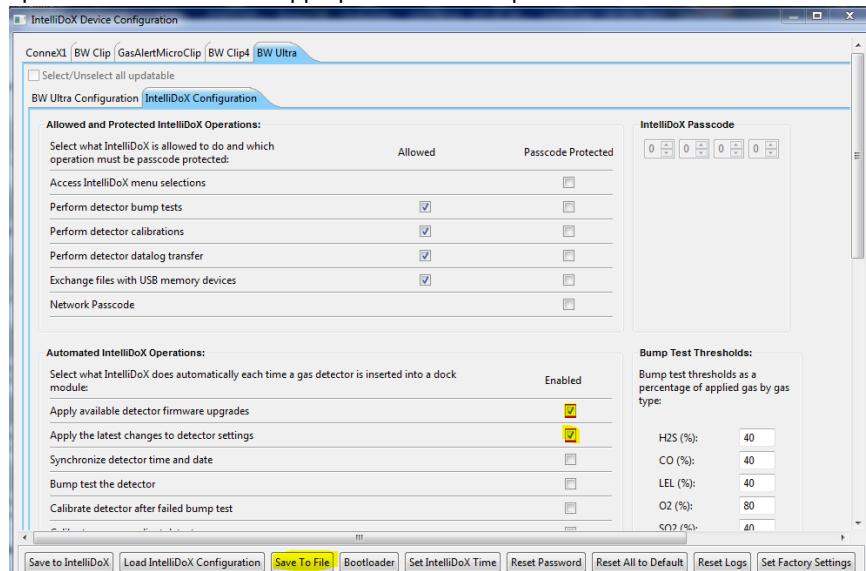 IntelliDoX Device Configuration
ConneX1 BW Clip GasAlertMicroClip BW Clip4 BW Ultra
Select/Unselect all updatable
BW Ultra Configuration IntelliDoX Configuration
Allowed and Protected IntelliDoX Operations:
Select what IntelliDoX is allowed to do and which
operation must be passcode protected:
Allowed Passcode Protected
Access IntelliDoX menu selections
Perform detector bump tests
Perform detector calibrations
Perform detector datalog transfer
Exchange files with USB memory devices
Network Passcode
IntelliDoX Passcode
0 0 0 0
Automated IntelliDoX Operations:
Select what IntelliDoX does automatically each time a gas detector is inserted into a dock
module:
Enabled
Apply available detector firmware upgrades
Apply the latest changes to detector settings
Synchronize detector time and date
Bump test the detector
Calibrate detector after failed bump test
Bump Test Thresholds:
Bump test thresholds as a
percentage of applied gas by gas
type:
H2S (%): 40
CO (%): 40
LEL (%): 40
O2 (%): 80
SO2 (%): 40
Save to IntelliDoX Load IntelliDoX Configuration Save To File Bootloader Set IntelliDoX Time Reset Password Reset All to Default Reset Logs Set Factory Settings